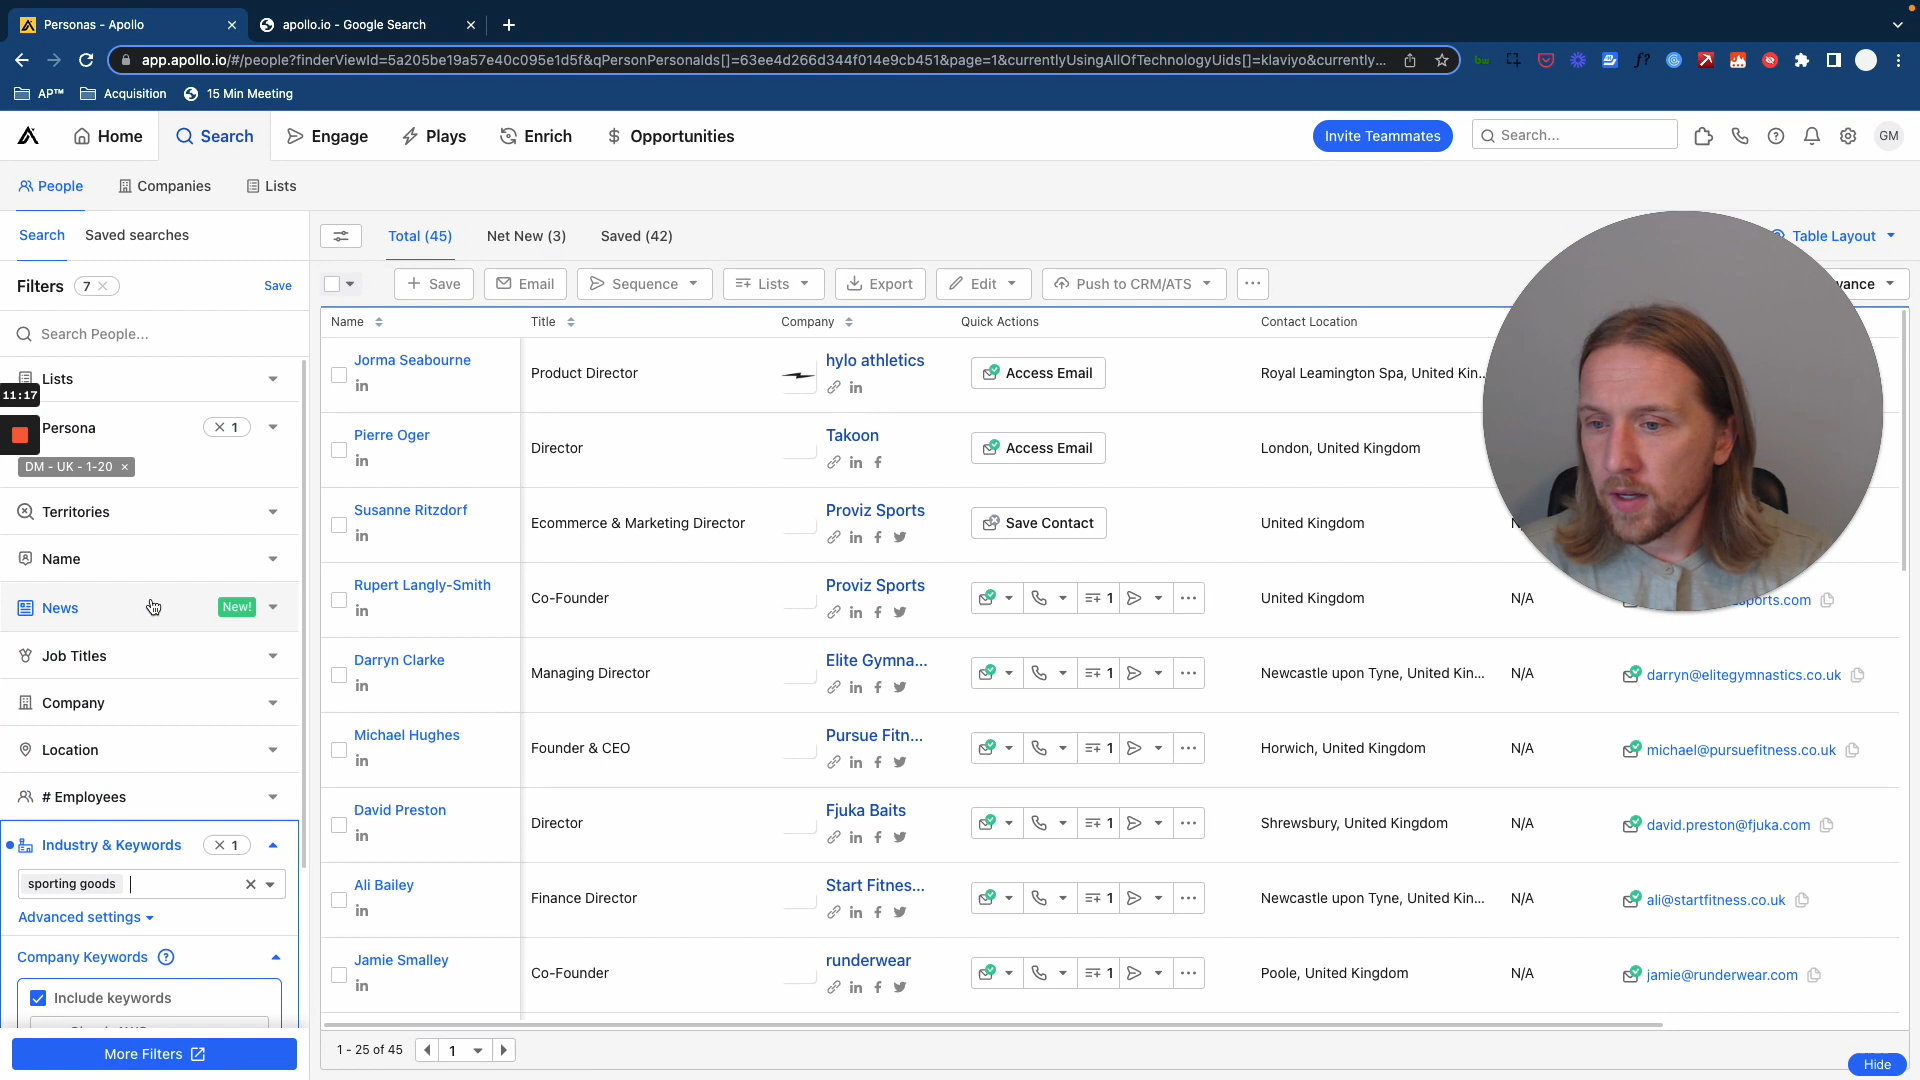 Personas - Apollo
apollo.io - Google Search
app.apollo.io/#/people?finderViewId=5a205be19a57e40c095e1d5f&qPersonPersonaIds[]=63ee4d266d344f014e9cb451&page=1&currentlyUsingAllOfTechnologyUids[]=klaviyo&currently...
AP™ Acquisition 15 Min Meeting
Home Search Engage Plays Enrich Opportunities Invite Teammates Search... GM
People Companies Lists
Search Saved searches Total (45) Net New (3) Saved (42) Table Layout
Filters 7 Save + Save Email Sequence Lists Export Edit Push to CRM/ATS ... vance
Search People...
Name Title Company Quick Actions Contact Location
Lists
11:17
Persona 1
DM - UK - 1-20 ×
Territories
Name
News New!
Job Titles
Company
Location
# Employees
Industry & Keywords 1
sporting goods
Advanced settings
Company Keywords ?
Include keywords
More Filters
Jorma Seabourne Product Director hylo athletics Access Email Royal Leamington Spa, United Kin...
Pierre Oger Director Takoon Access Email London, United Kingdom
Susanne Ritzdorf Ecommerce & Marketing Director Proviz Sports Save Contact United Kingdom
Rupert Langly-Smith Co-Founder Proviz Sports 1 ... United Kingdom N/A sports.com
Darryn Clarke Managing Director Elite Gymna... 1 ... Newcastle upon Tyne, United Kin... N/A darryn@elitegymnastics.co.uk
Michael Hughes Founder & CEO Pursue Fitn... 1 ... Horwich, United Kingdom N/A michael@pursuefitness.co.uk
David Preston Director Fjuka Baits 1 ... Shrewsbury, United Kingdom N/A david.preston@fjuka.com
Ali Bailey Finance Director Start Fitnes... 1 ... Newcastle upon Tyne, United Kin... N/A ali@startfitness.co.uk
Jamie Smalley Co-Founder runderwear 1 ... Poole, United Kingdom N/A jamie@runderwear.com
1 - 25 of 45 1
Hide